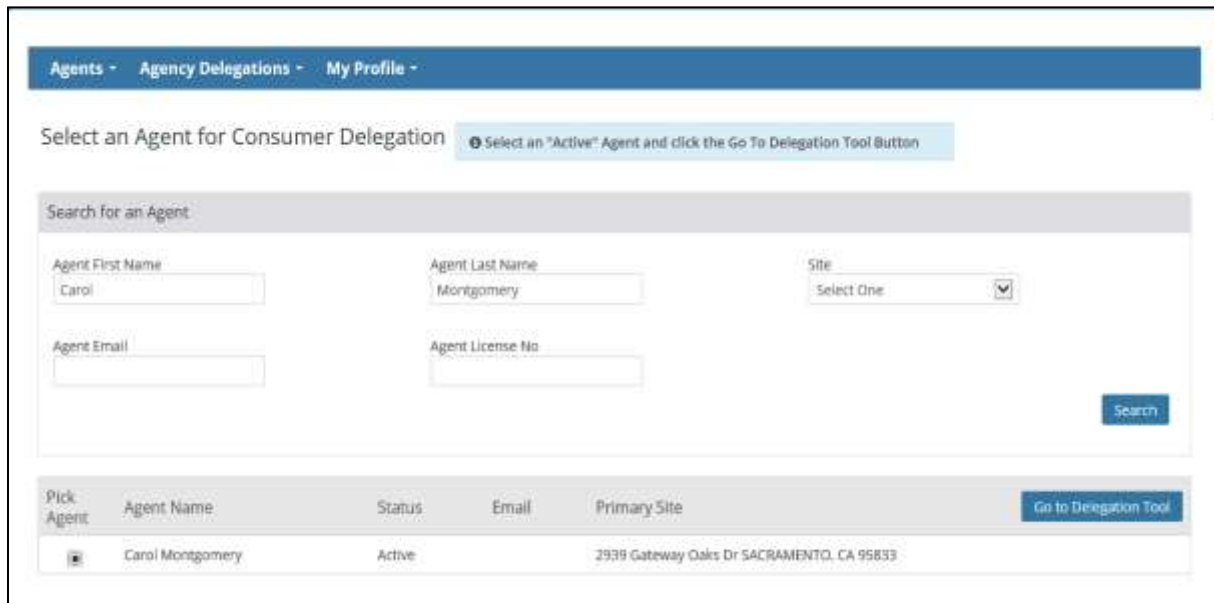 Agents Agency Delegations My Profile
Select an Agent for Consumer Delegation Select an "Active" Agent and click the Go To Delegation Tool Button
Search for an Agent
Agent First Name Agent Last Name Site
Carol Montgomery Select One
Agent Email Agent License No
Search
Pick Agent Agent Name Status Email Primary Site Go to Delegation Tool
Carol Montgomery Active 2939 Gateway Oaks Dr SACRAMENTO, CA 95833